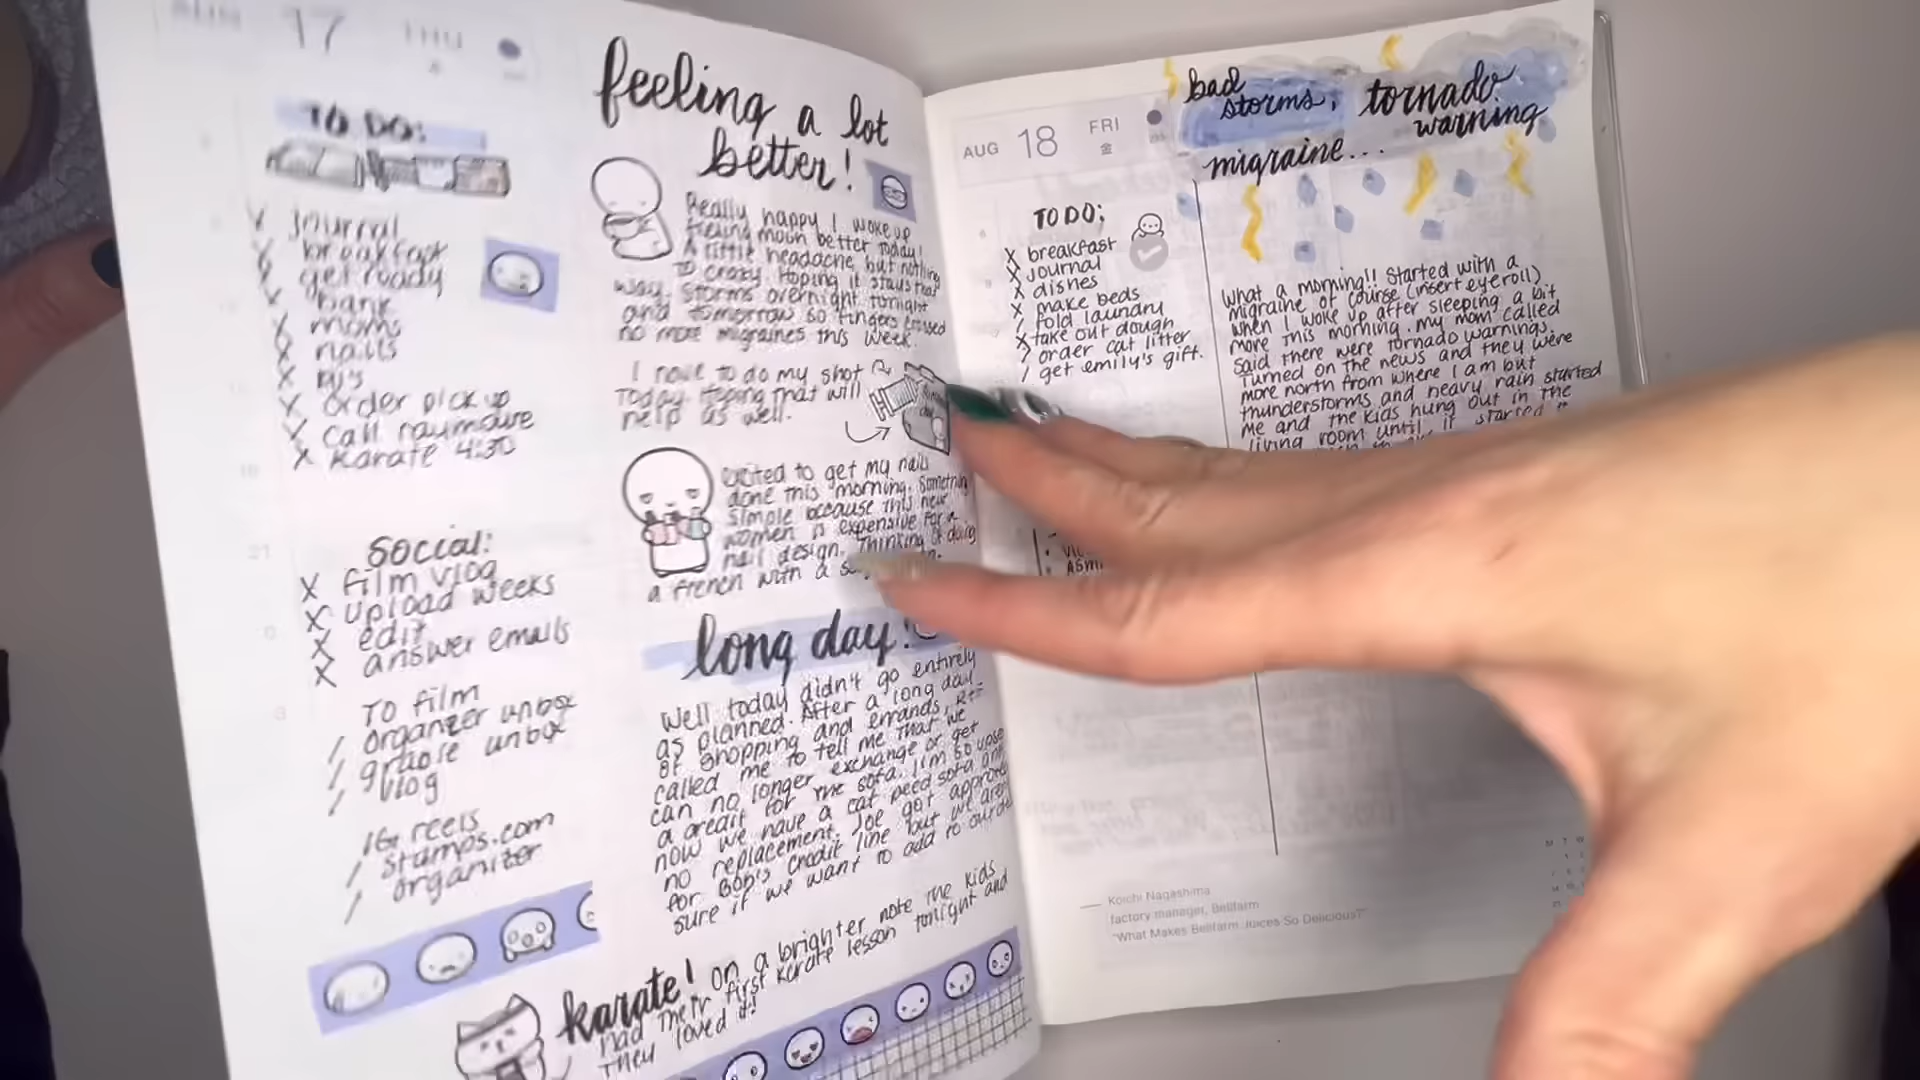 AUG 17 THU
TO DO:
X Journal
X breakfast
X get ready
X bank
X moms
X nails
X BJ's
X order pick up
X call
X Karate 4:30
Social:
X film vlog
X upload weeks
X edit
X answer emails
TO film
/ organizer unbox
/ unbox
/ vlog
IG reels
/ stamps.com
/ organizer
feeling a lot
better!
Really happy I woke up
feeling much better today!
A little headache but nothing
to crazy. Hoping it stays that
way. Storms overnight tonight
and tomorrow so fingers crossed
no more migraines this week.
I have to do my shot
Today. Hoping that will
help as well.
excited to get my nails
done this morning. Something
simple because this new
women is expensive for a
nail design. Thinking of doing
a french with a
long day!
Well today didn't go entirely
as planned. After a long day
of shopping and errands,
called me to tell me that we
can no longer exchange or get
a credit for the sofa. I'm so upset
now we have a cat peed sofa and
no replacement. Joe got approved
for Bob's credit line but we aren't
sure if we want to add to our
karate! on a brighter note the kids
had their first karate lesson tonight and
They loved it!
AUG 18 FRI
金
bad
storms, tornado
warning
migraine...
TO DO:
X breakfast
X Journal
X dishes
X make beds
/ fold laundry
X take out dough
/ order cat litter
/ get emily's gift.
What a morning!! Started with a
migraine of course (insert eyeroll)
when I woke up after sleeping a bit
more this morning. my mom called
said there were tornado warnings.
Turned on the news and they were
more north from where I am but
thunderstorms and heavy rain started
me and the kids hung out in the
living room until it started
Koichi Nagashima
factory manager, Bellfarm
"What Makes Bellfarm Juices So Delicious?"